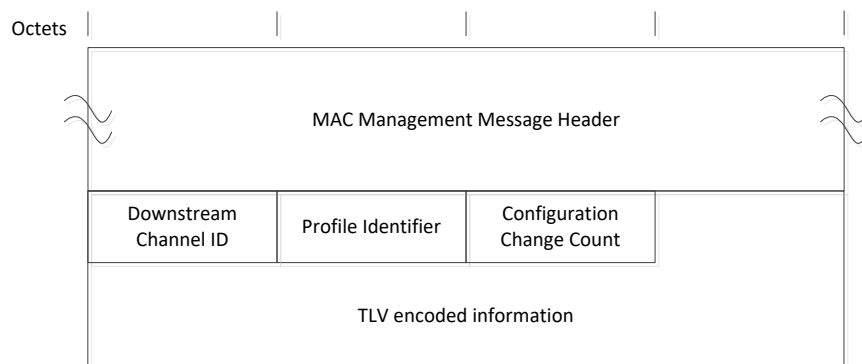 Octets
MAC Management Message Header
Downstream
Channel ID
Profile Identifier
Configuration
Change Count
TLV encoded information